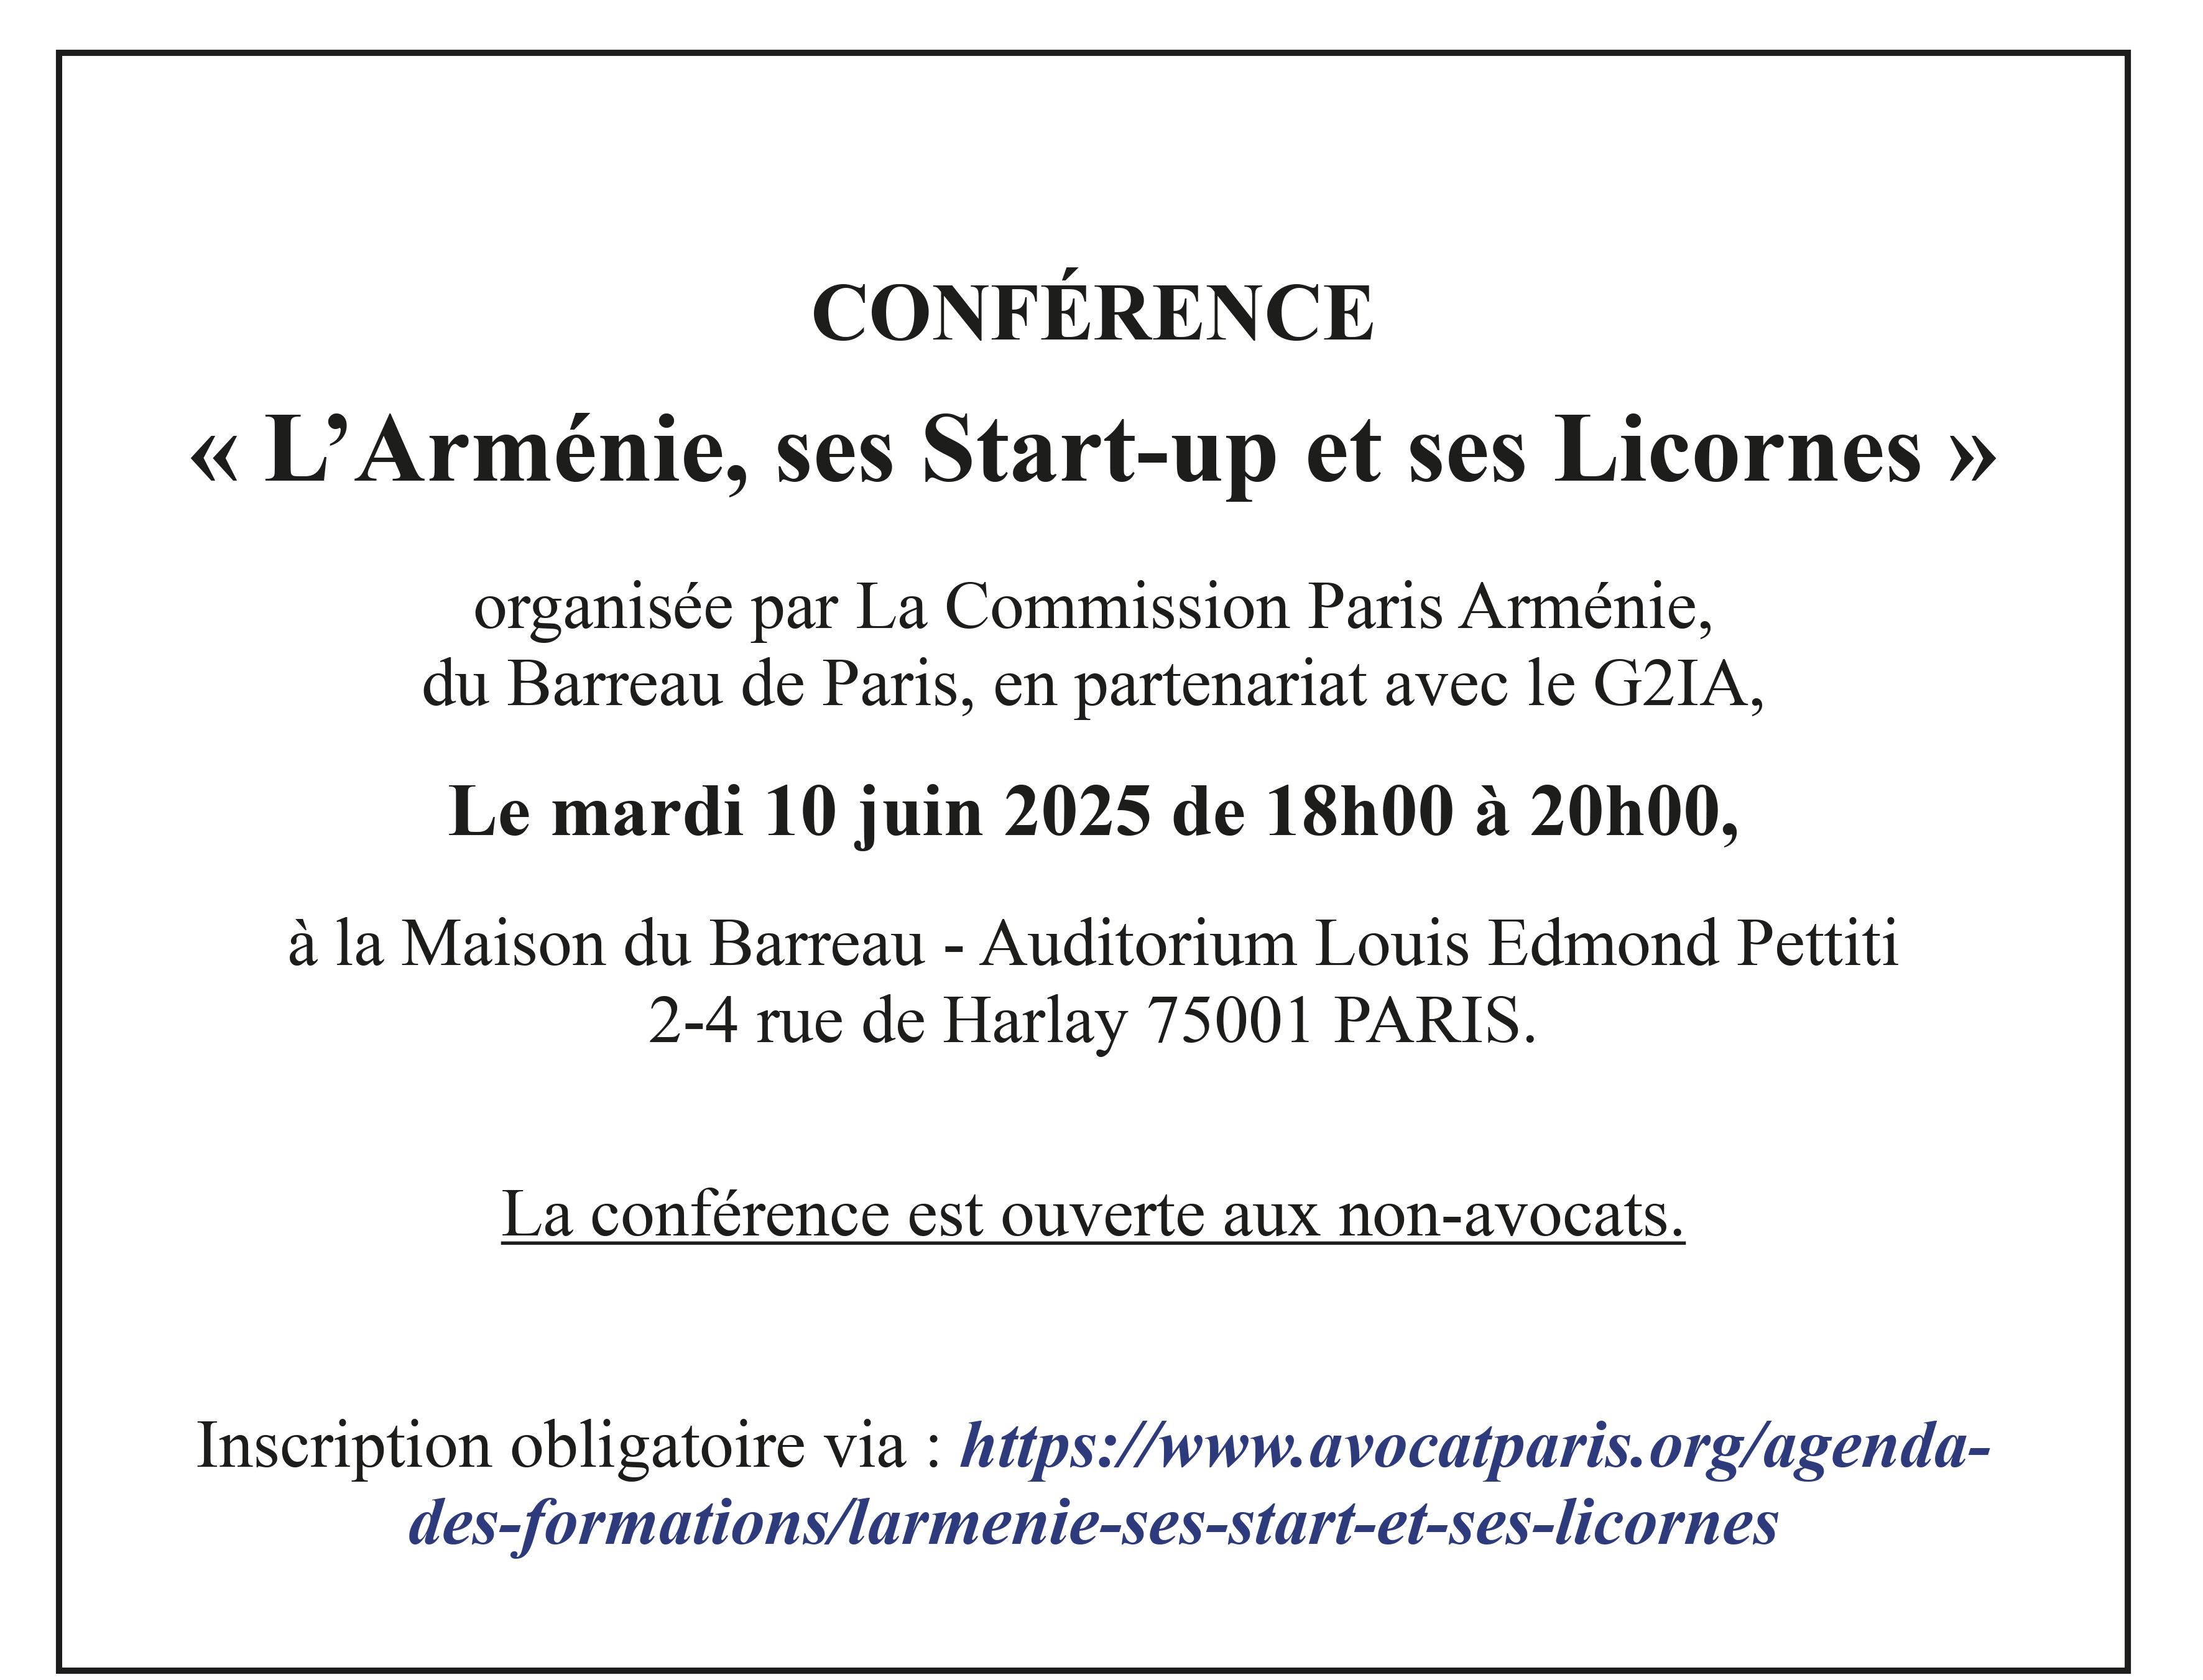 CONFÉRENCE
« L’Arménie, ses Start-up et ses Licornes »
organisée par La Commission Paris Arménie,
du Barreau de Paris, en partenariat avec le G2IA,
Le mardi 10 juin 2025 de 18h00 à 20h00,
à la Maison du Barreau - Auditorium Louis Edmond Pettiti
2-4 rue de Harlay 75001 PARIS.
La conférence est ouverte aux non-avocats.
Inscription obligatoire via : https://www.avocatparis.org/agenda-
des-formations/larmenie-ses-start-et-ses-licornes